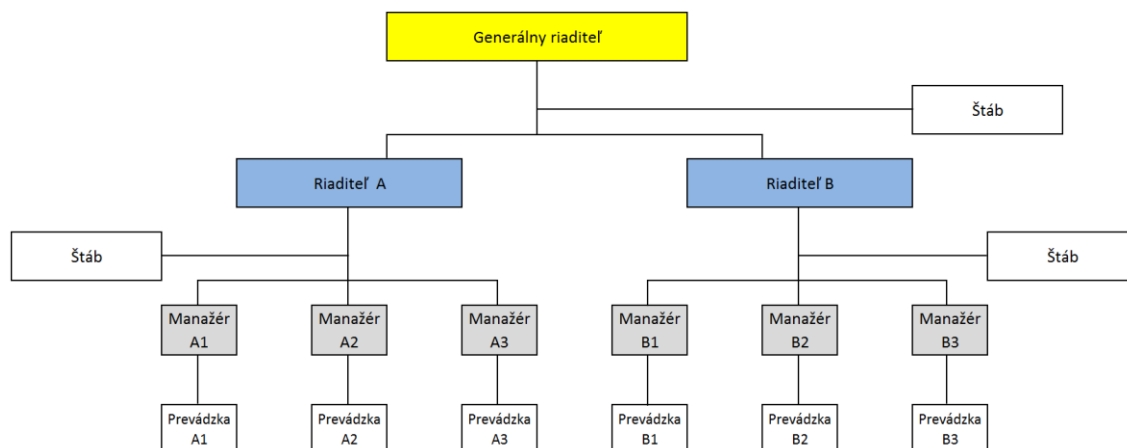 Generálny riaditeľ
Štáb
Riaditeľ A
Riaditeľ B
Štáb
Štáb
Manažér
A1
Manažér
A2
Manažér
A3
Manažér
B1
Manažér
B2
Manažér
B3
Prevádzka
A1
Prevádzka
A2
Prevádzka
A3
Prevádzka
B1
Prevádzka
B2
Prevádzka
B3